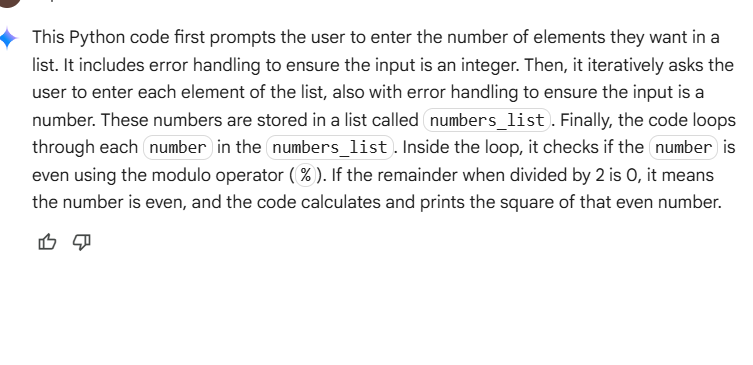 This Python code first prompts the user to enter the number of elements they want in a
list. It includes error handling to ensure the input is an integer. Then, it iteratively asks the
user to enter each element of the list, also with error handling to ensure the input is a
number. These numbers are stored in a list called numbers_list. Finally, the code loops
through each number in the numbers_list. Inside the loop, it checks if the number is
even using the modulo operator (%). If the remainder when divided by 2 is 0, it means
the number is even, and the code calculates and prints the square of that even number.